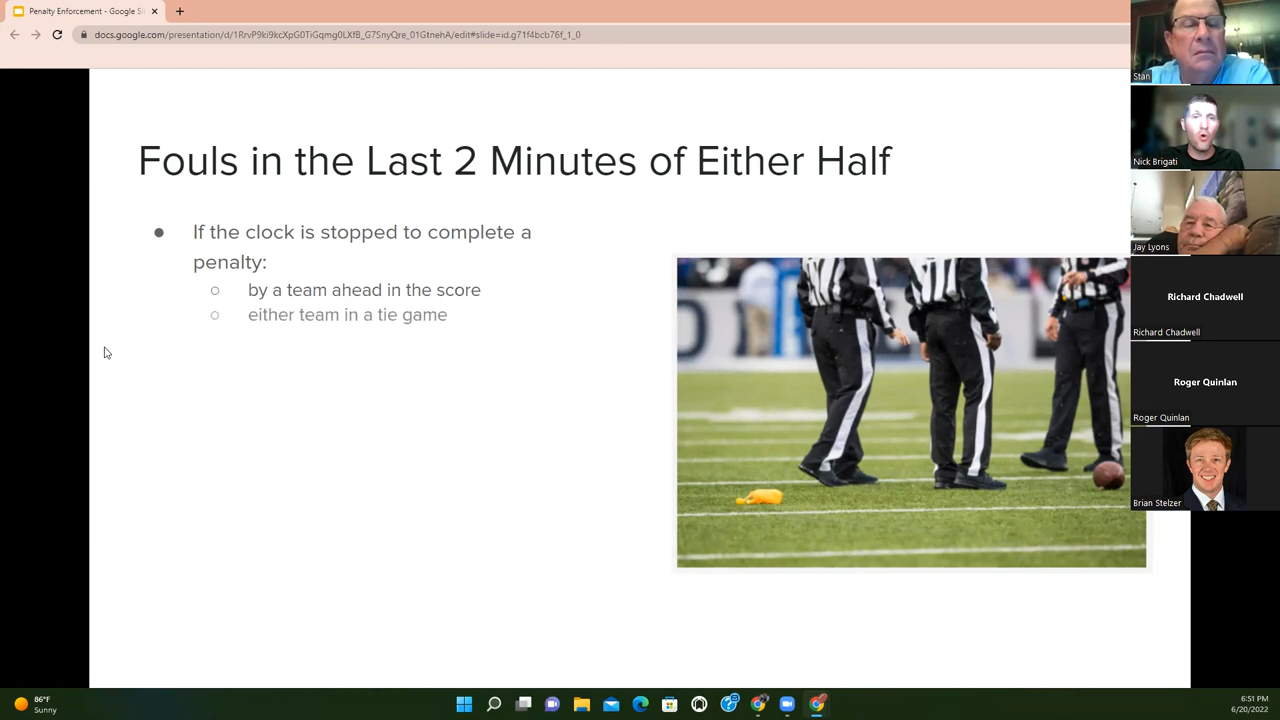 Penalty Enforcement - Google Sl
docs.google.com/presentation/d/1RrvP9ki9kcXpG0TiGqmg0LXfB_G7SnyQre_01GtnehA/edit#slide=id.g71f4bcb76f_1_0
Fouls in the Last 2 Minutes of Either Half
● If the clock is stopped to complete a
penalty:
○ by a team ahead in the score
○ either team in a tie game
Stan
Nick Brigati
Jay Lyons
Richard Chadwell
Richard Chadwell
Roger Quinlan
Roger Quinlan
Brian Stelzer
86°F
Sunny
6:51 PM
6/20/2022